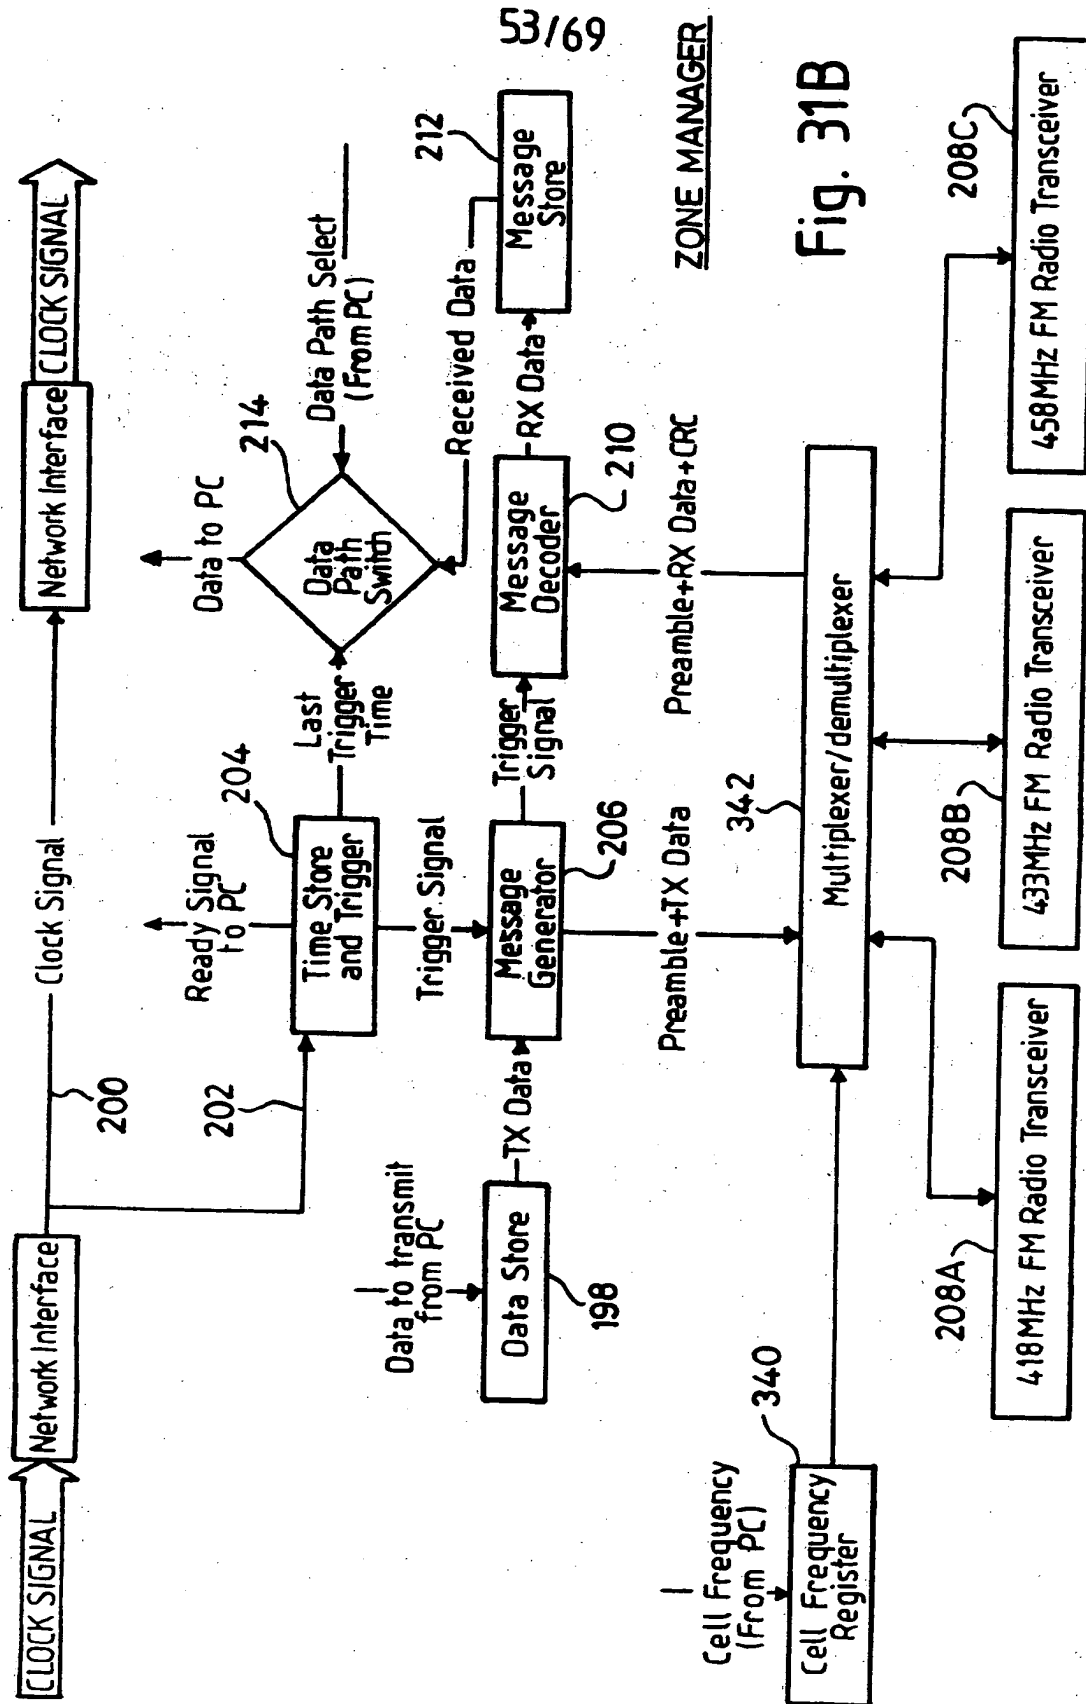 53/69
CLOCK SIGNAL
Network Interface
Clock Signal
Network Interface
CLOCK SIGNAL
200
202
Ready Signal
to PC
204
Time Store
and Trigger
Last
Trigger
Time
Data to PC
214
Data
Path
Switch
Data Path Select
(From PC)
Trigger Signal
Received Data
212
Data to transmit
from PC
Data Store
198
TX Data
Message
Generator
206
Trigger
Signal
Message
Decoder
210
RX Data
Message
Store
Preamble+TX Data
Preamble+RX Data+CRC
ZONE MANAGER
Cell Frequency
(From PC)
340
Cell Frequency
Register
342
Multiplexer/demultiplexer
Fig. 31B
208A
418MHz FM Radio Transceiver
208B
433MHz FM Radio Transceiver
208C
458MHz FM Radio Transceiver